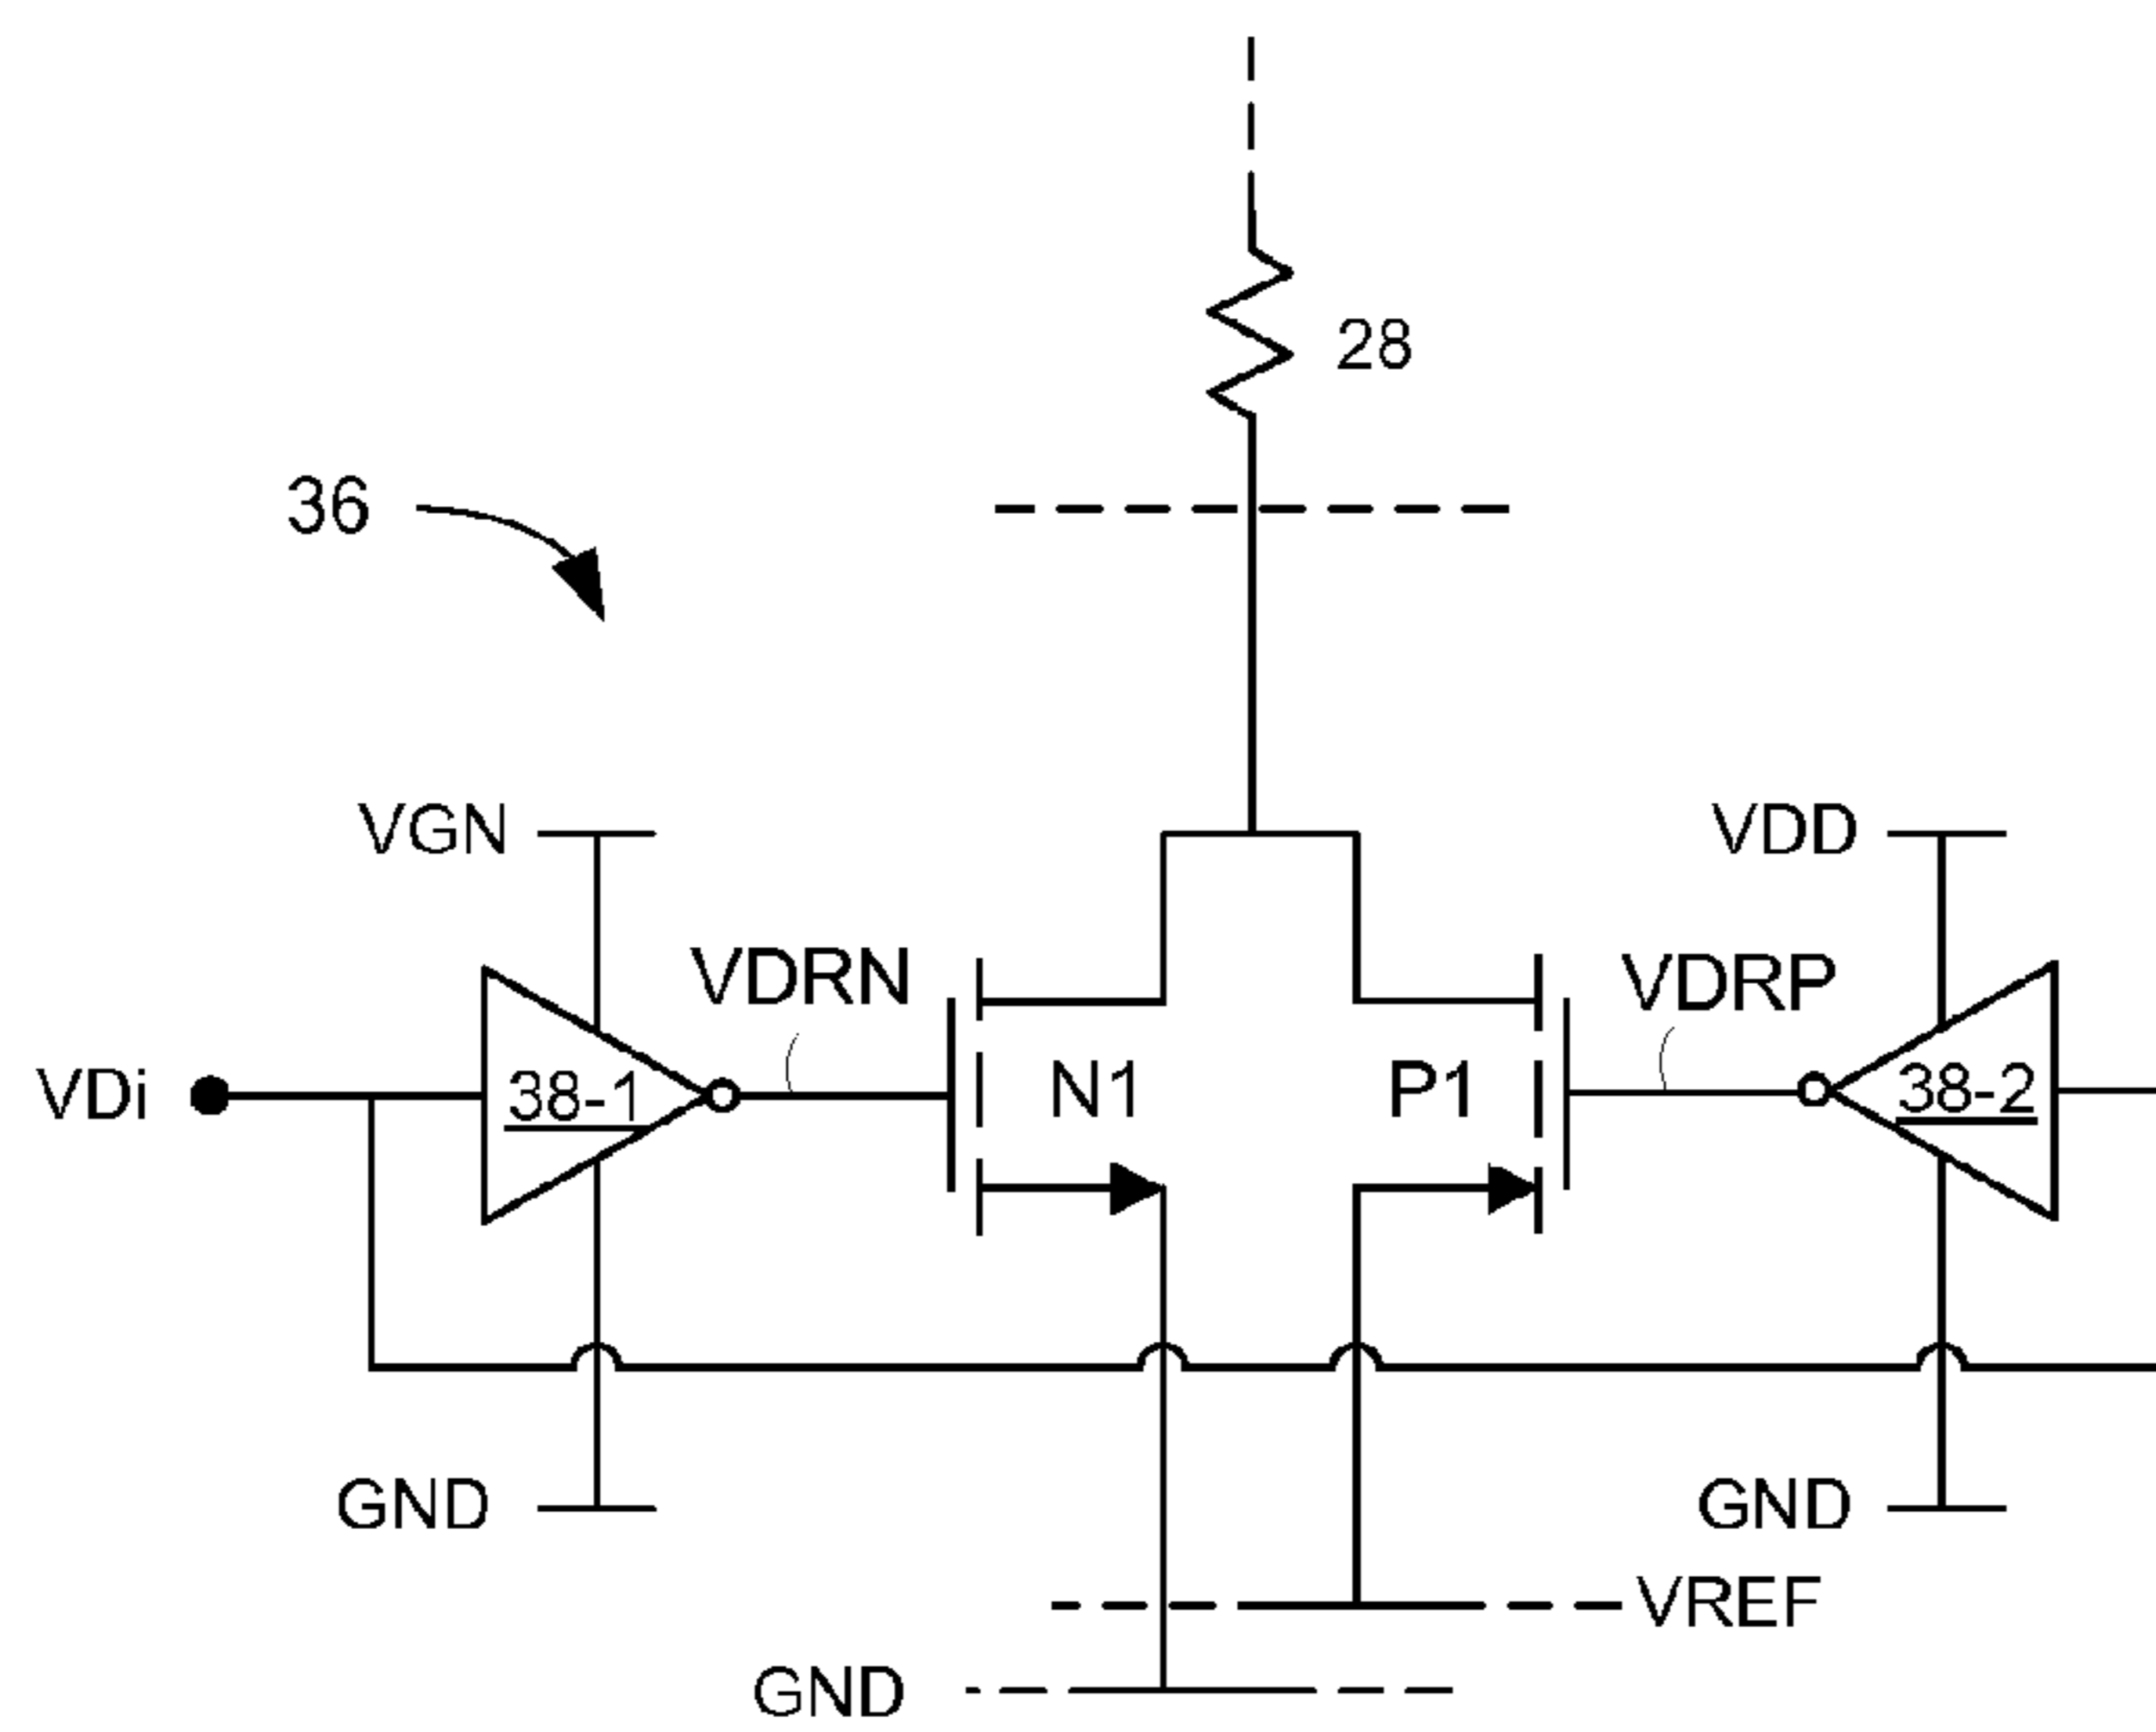 28
36
VGN
VDD
VDRN
VDRP
VDi
38-1
N1
P1
38-2
GND
GND
VREF
GND